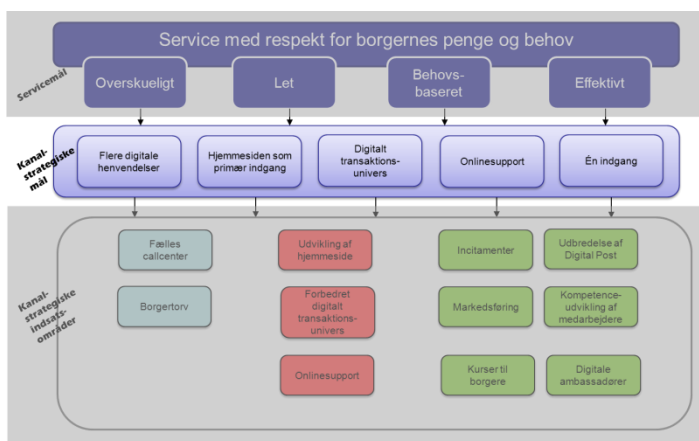 Service med respekt for borgernes penge og behov
Servicemål
Overskueligt
Let
Behovs-
baseret
Effektivt
Kanal-
strategiske
mål
Flere digitale
henvendelser
Hjemmesiden som
primær indgang
Digitalt
transaktions-
univers
Onlinesupport
Én indgang
Kanal-
strategiske
indsats-
områder
Fælles
callcenter
Udvikling af
hjemmeside
Incitamenter
Udbredelse af
Digital Post
Borgertorv
Forbedret
digitalt
transaktions-
univers
Markedsføring
Kompetence-
udvikling af
medarbejdere
Onlinesupport
Kurser til
borgere
Digitale
ambassadører